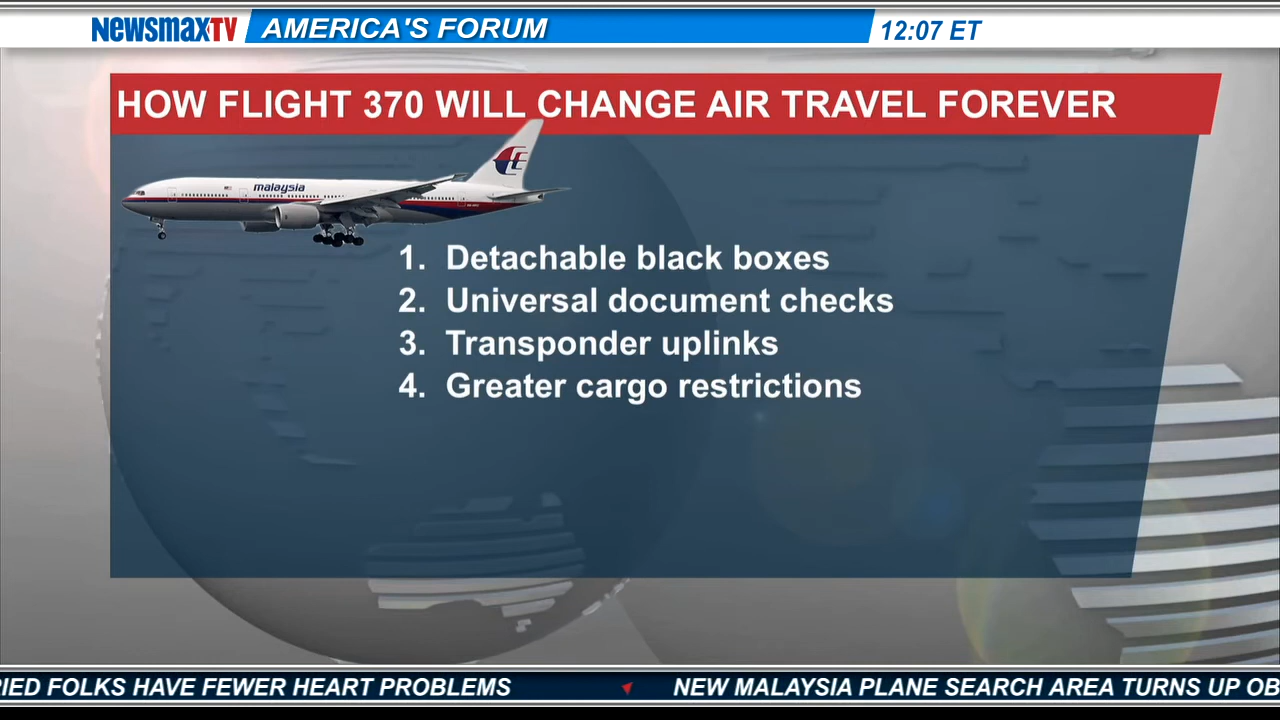 NEWSMAXTV AMERICA'S FORUM 12:07 ET
HOW FLIGHT 370 WILL CHANGE AIR TRAVEL FOREVER
malaysia
1. Detachable black boxes
2. Universal document checks
3. Transponder uplinks
4. Greater cargo restrictions
FOLKS HAVE FEWER HEART PROBLEMS NEW MALAYSIA PLANE SEARCH AREA TURNS UP